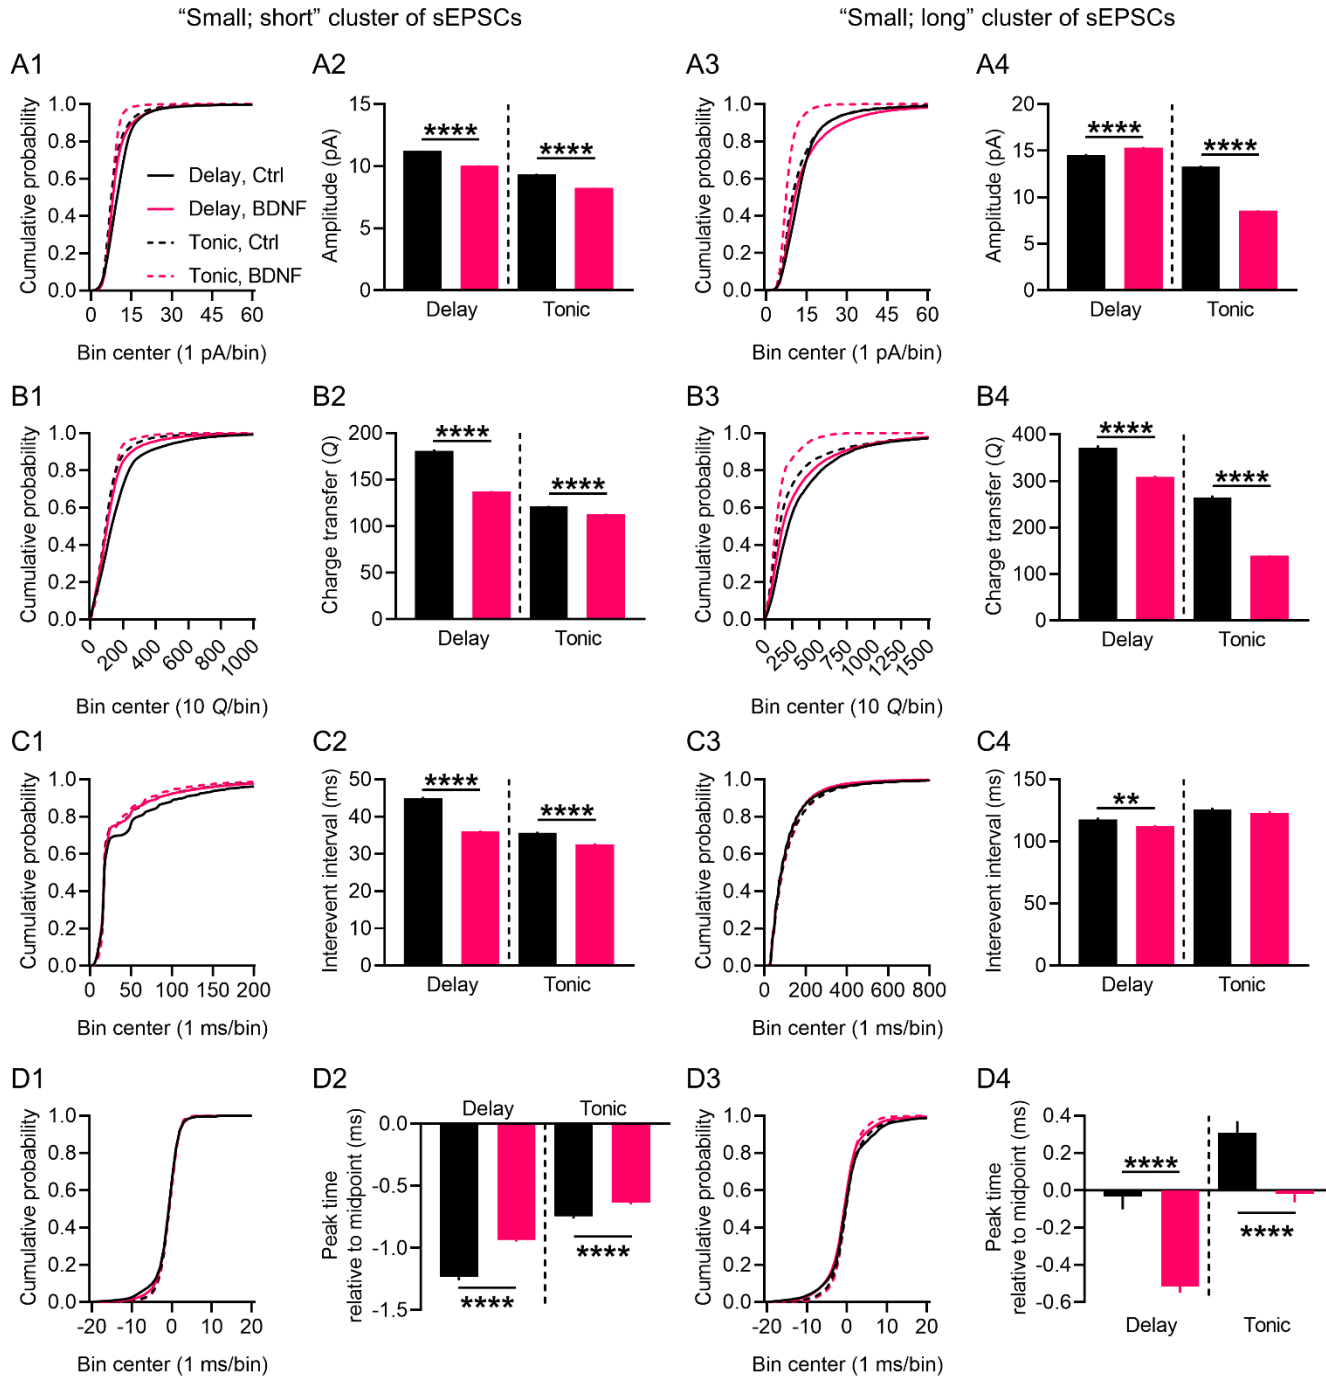 “Small; short” cluster of sEPSCs
“Small; long” cluster of sEPSCs
A1
Cumulative probability
1.0
0.8
0.6
0.4
0.2
0.0
Delay, Ctrl
Delay, BDNF
Tonic, Ctrl
Tonic, BDNF
0 15 30 45 60
Bin center (1 pA/bin)
A2
Amplitude (pA)
15
10
5
0
**** ****
Delay Tonic
A3
Cumulative probability
1.0
0.8
0.6
0.4
0.2
0.0
0 15 30 45 60
Bin center (1 pA/bin)
A4
Amplitude (pA)
20
15
10
5
0
**** ****
Delay Tonic
B1
Cumulative probability
1.0
0.8
0.6
0.4
0.2
0.0
0 200 400 600 800 1000
Bin center (10 Q/bin)
B2
Charge transfer (Q)
200
150
100
50
0
**** ****
Delay Tonic
B3
Cumulative probability
1.0
0.8
0.6
0.4
0.2
0.0
0 250 500 750 1000 1250 1500
Bin center (10 Q/bin)
B4
Charge transfer (Q)
400
300
200
100
0
**** ****
Delay Tonic
C1
Cumulative probability
1.0
0.8
0.6
0.4
0.2
0.0
0 50 100 150 200
Bin center (1 ms/bin)
C2
Interevent interval (ms)
50
40
30
20
10
0
**** ****
Delay Tonic
C3
Cumulative probability
1.0
0.8
0.6
0.4
0.2
0.0
0 200 400 600 800
Bin center (1 ms/bin)
C4
Interevent interval (ms)
150
100
50
0
**
Delay Tonic
D1
Cumulative probability
1.0
0.8
0.6
0.4
0.2
0.0
-20 -10 0 10 20
Bin center (1 ms/bin)
D2
Peak time
relative to midpoint (ms)
0.0
-0.5
-1.0
-1.5
Delay Tonic
**** ****
D3
Cumulative probability
1.0
0.8
0.6
0.4
0.2
0.0
-20 -10 0 10 20
Bin center (1 ms/bin)
D4
Peak time
relative to midpoint (ms)
0.4
0.2
0.0
-0.2
-0.4
-0.6
**** ****
Delay Tonic